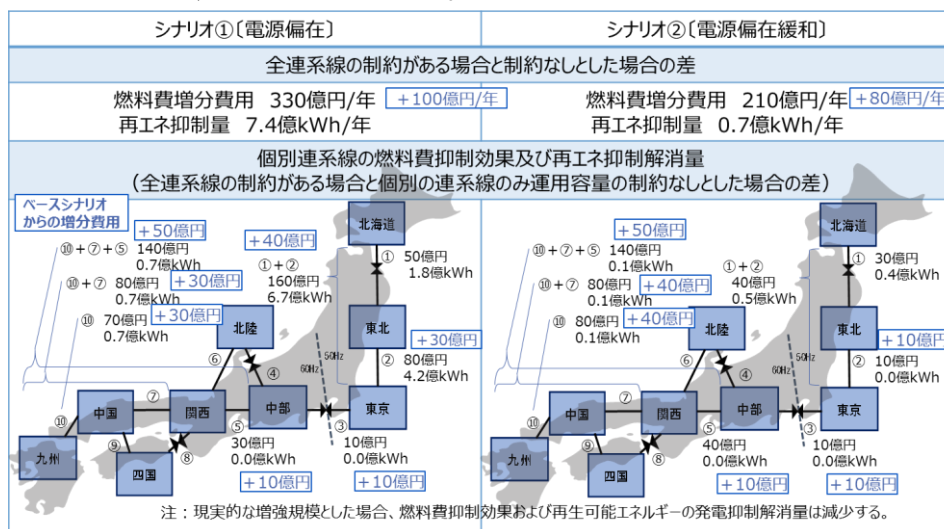 シナリオ①〔電源偏在〕
シナリオ②〔電源偏在緩和〕
全連系線の制約がある場合と制約なしとした場合の差
燃料費増分費用 330億円/年 +100億円/年
再エネ抑制量 7.4億kWh/年
燃料費増分費用 210億円/年 +80億円/年
再エネ抑制量 0.7億kWh/年
個別連系線の燃料費抑制効果及び再エネ抑制解消量
（全連系線の制約がある場合と個別の連系線のみ運用容量の制約なしとした場合の差）
ベースシナリオ
からの増分費用
+50億円
⑩+⑦+⑤ 140億円
0.7億kWh
⑩+⑦ 80億円
0.7億kWh
+30億円
⑩ 70億円
0.7億kWh
+30億円
+40億円
①+②
160億円
6.7億kWh
北海道
①
50億円
1.8億kWh
東北
+30億円
②
80億円
4.2億kWh
北陸
⑥
④
50Hz
60Hz
⑦
中国
関西
中部
③
東京
⑩
⑨
⑧
⑤
九州
四国
30億円
0.0億kWh
+10億円
10億円
0.0億kWh
+10億円
+50億円
⑩+⑦+⑤ 140億円
0.1億kWh
⑩+⑦ 80億円
0.1億kWh
+40億円
⑩ 80億円
0.1億kWh
+40億円
①+②
40億円
0.5億kWh
北海道
①
30億円
0.4億kWh
東北
+10億円
②
10億円
0.0億kWh
北陸
⑥
④
50Hz
60Hz
⑦
中国
関西
中部
③
東京
⑩
⑨
⑧
⑤
九州
四国
40億円
0.0億kWh
+10億円
10億円
0.0億kWh
+10億円
注：現実的な増強規模とした場合、燃料費抑制効果および再生可能エネルギーの発電抑制解消量は減少する。